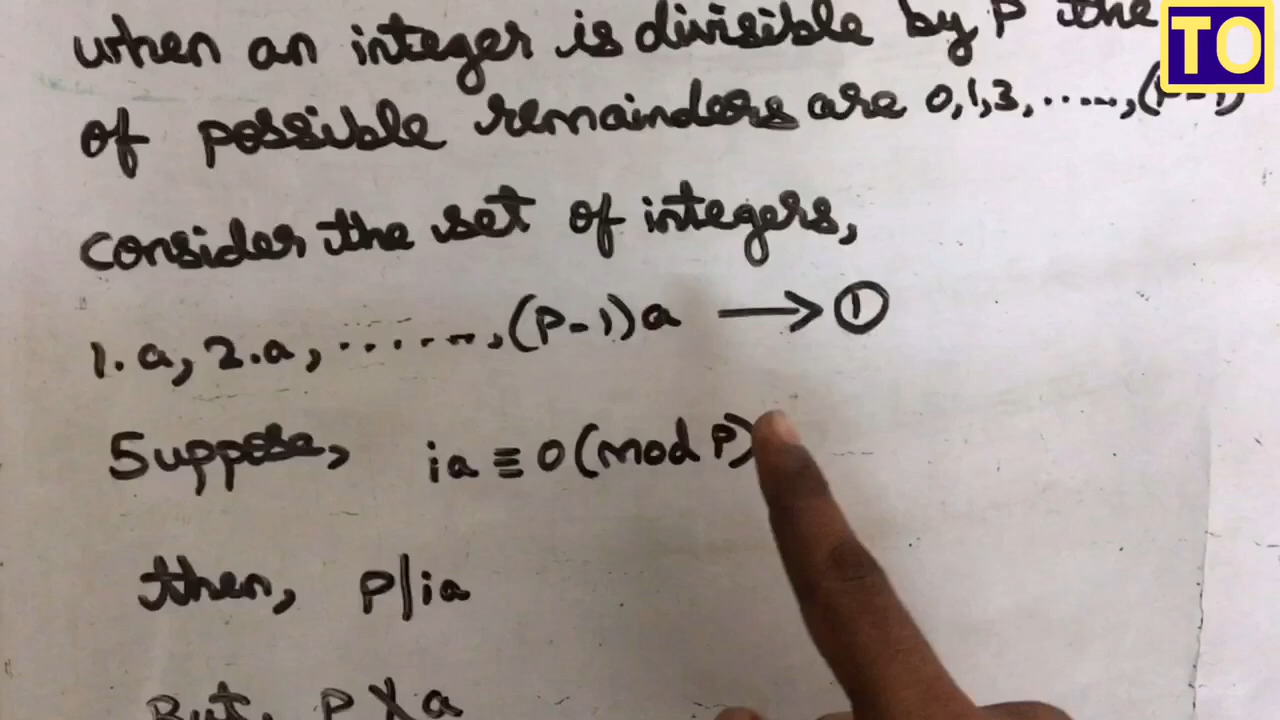 when an integer is divisible by P the
TO
of possible remainders are 0,1,3,.....,(P-1)
consider the set of integers,
1.a, 2.a, ......., (P-1)a → ①
Suppose, ia ≡ 0(mod P)
then, P|ia
But, P∤a